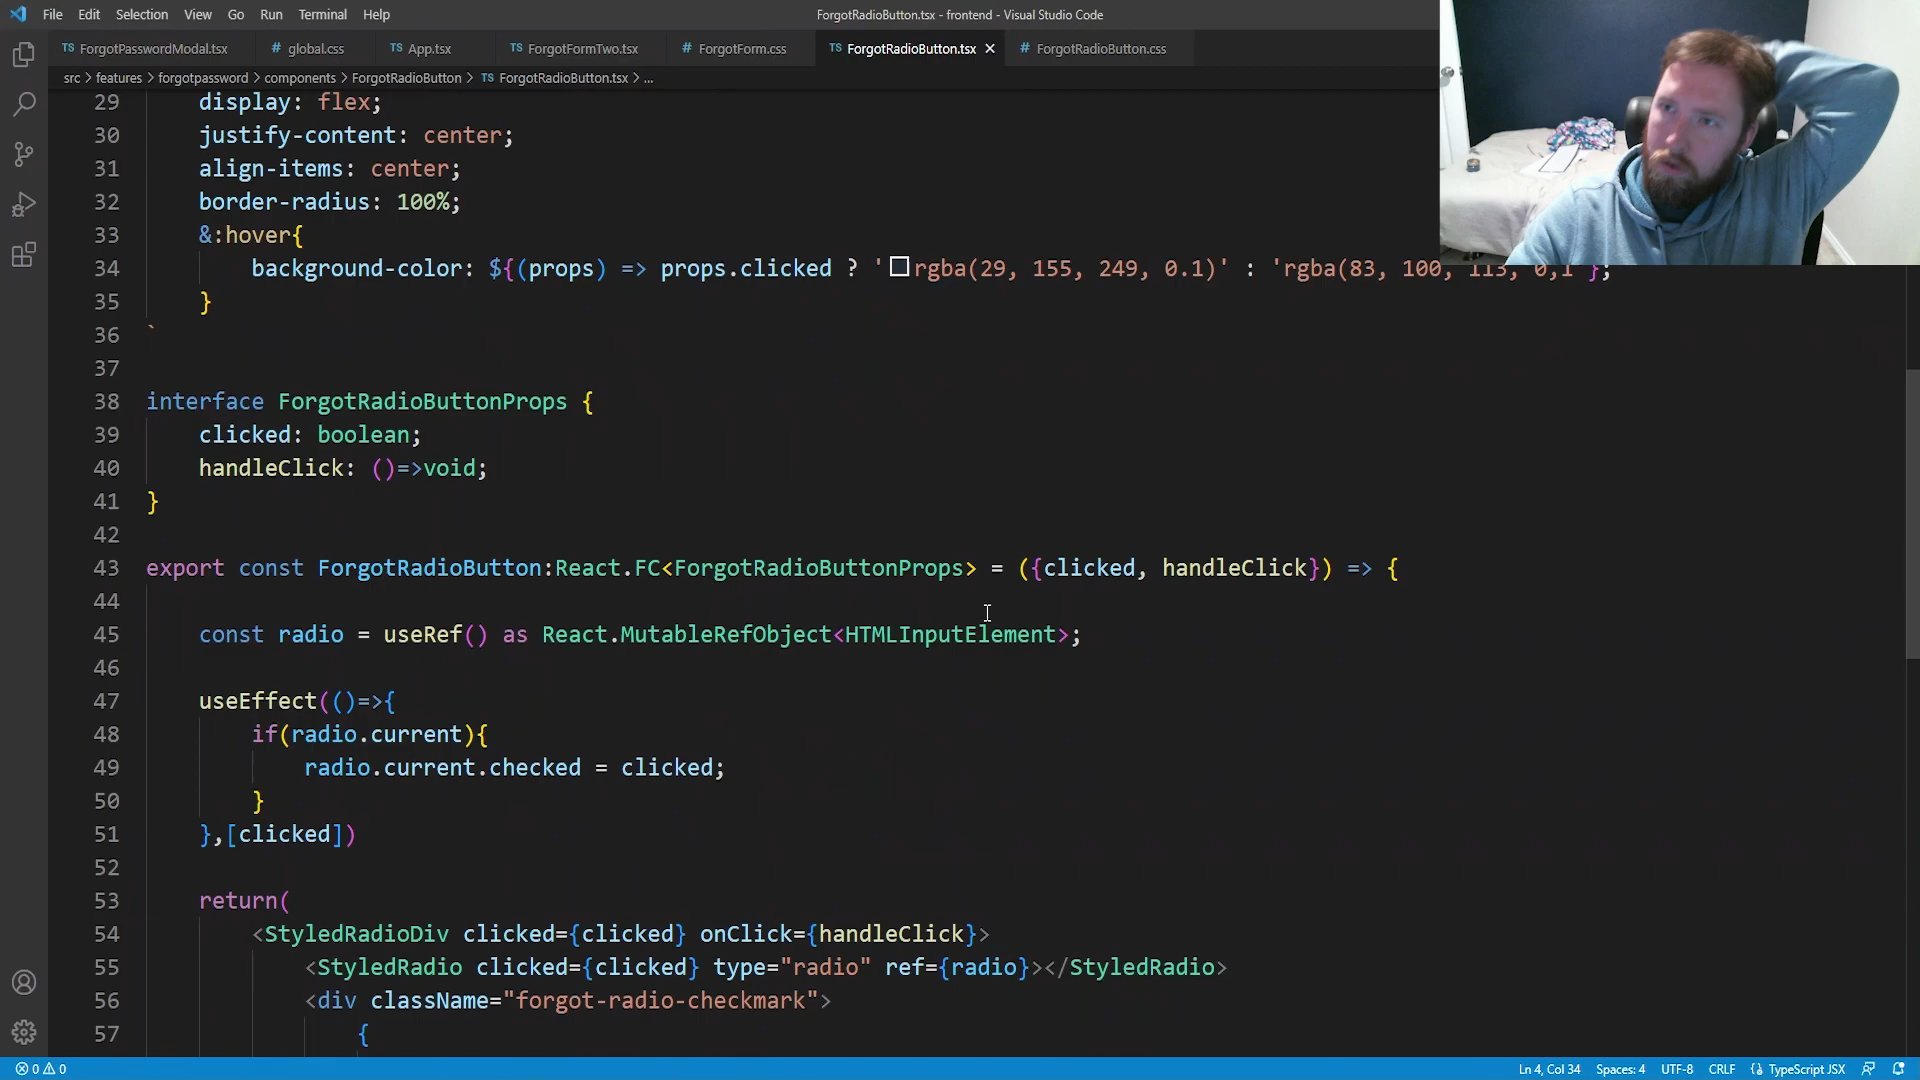 File Edit Selection View Go Run Terminal Help ForgotRadioButton.tsx - frontend - Visual Studio Code
TS ForgotPasswordModal.tsx # global.css TS App.tsx TS ForgotFormTwo.tsx # ForgotForm.css TS ForgotRadioButton.tsx # ForgotRadioButton.css
src > features > forgotpassword > components > ForgotRadioButton > TS ForgotRadioButton.tsx > ...
29 display: flex;
30 justify-content: center;
31 align-items: center;
32 border-radius: 100%;
33 &:hover{
34 background-color: ${(props) => props.clicked ? 'rgba(29, 155, 249, 0.1)' : 'rgba(83, 100, 113, 0,1'};
35 }
36 `
37
38 interface ForgotRadioButtonProps {
39 clicked: boolean;
40 handleClick: ()=>void;
41 }
42
43 export const ForgotRadioButton:React.FC<ForgotRadioButtonProps> = ({clicked, handleClick}) => {
44
45 const radio = useRef() as React.MutableRefObject<HTMLInputElement>;
46
47 useEffect(()=>{
48 if(radio.current){
49 radio.current.checked = clicked;
50 }
51 },[clicked])
52
53 return(
54 <StyledRadioDiv clicked={clicked} onClick={handleClick}>
55 <StyledRadio clicked={clicked} type="radio" ref={radio}></StyledRadio>
56 <div className="forgot-radio-checkmark">
57 {
0 0 Ln 4, Col 34 Spaces: 4 UTF-8 CRLF {} TypeScript JSX